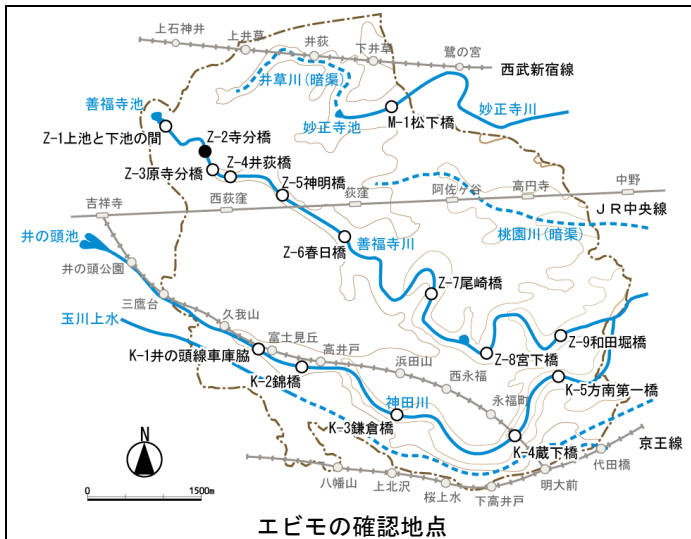 上石神井
上井草
井荻
下井草
鷺の宮
西武新宿線
井草川(暗渠)
善福寺池
妙正寺池
M-1松下橋
妙正寺川
Z-1上池と下池の間
Z-2寺分橋
Z-3原寺分橋
Z-4井荻橋
Z-5神明橋
吉祥寺
西荻窪
荻窪
阿佐ヶ谷
高円寺
中野
JR中央線
井の頭池
Z-6春日橋
善福寺川
桃園川(暗渠)
井の頭公園
三鷹台
Z-7尾崎橋
玉川上水
久我山
富士見丘
高井戸
K-1井の頭線車庫脇
K-2錦橋
浜田山
西永福
Z-8宮下橋
Z-9和田堀橋
K-5方南第一橋
神田川
永福町
K-3鎌倉橋
K-4蔵下橋
京王線
代田橋
八幡山
上北沢
桜上水
下高井戸
明大前
N
0
1500m
エビモの確認地点